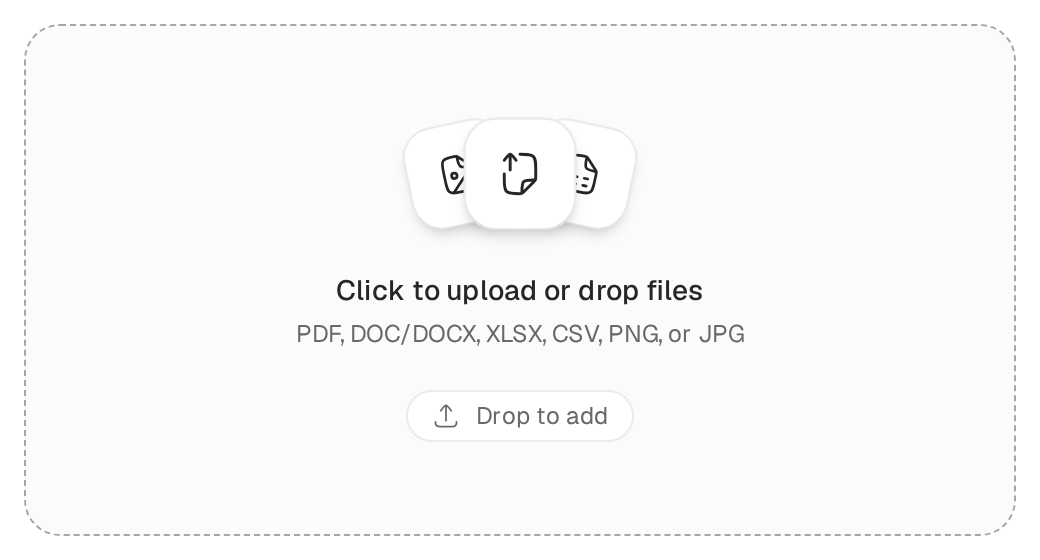 Click to upload or drop files
PDF, DOC/DOCX, XLSX, CSV, PNG, or JPG
Drop to add